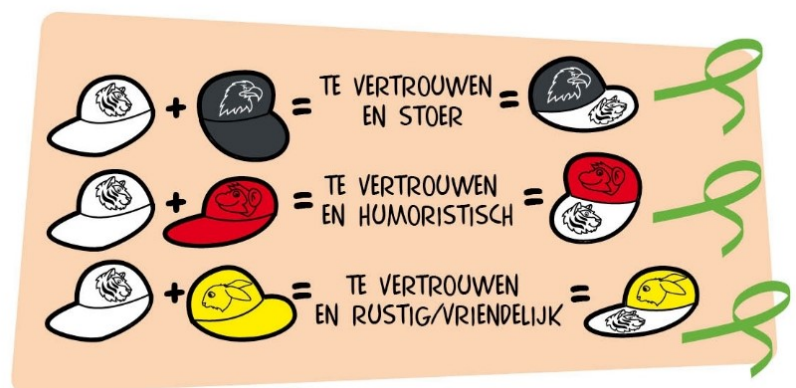 + = TE VERTROUWEN =
EN STOER
+ = TE VERTROUWEN =
EN HUMORISTISCH
+ = TE VERTROUWEN =
EN RUSTIG/VRIENDELIJK